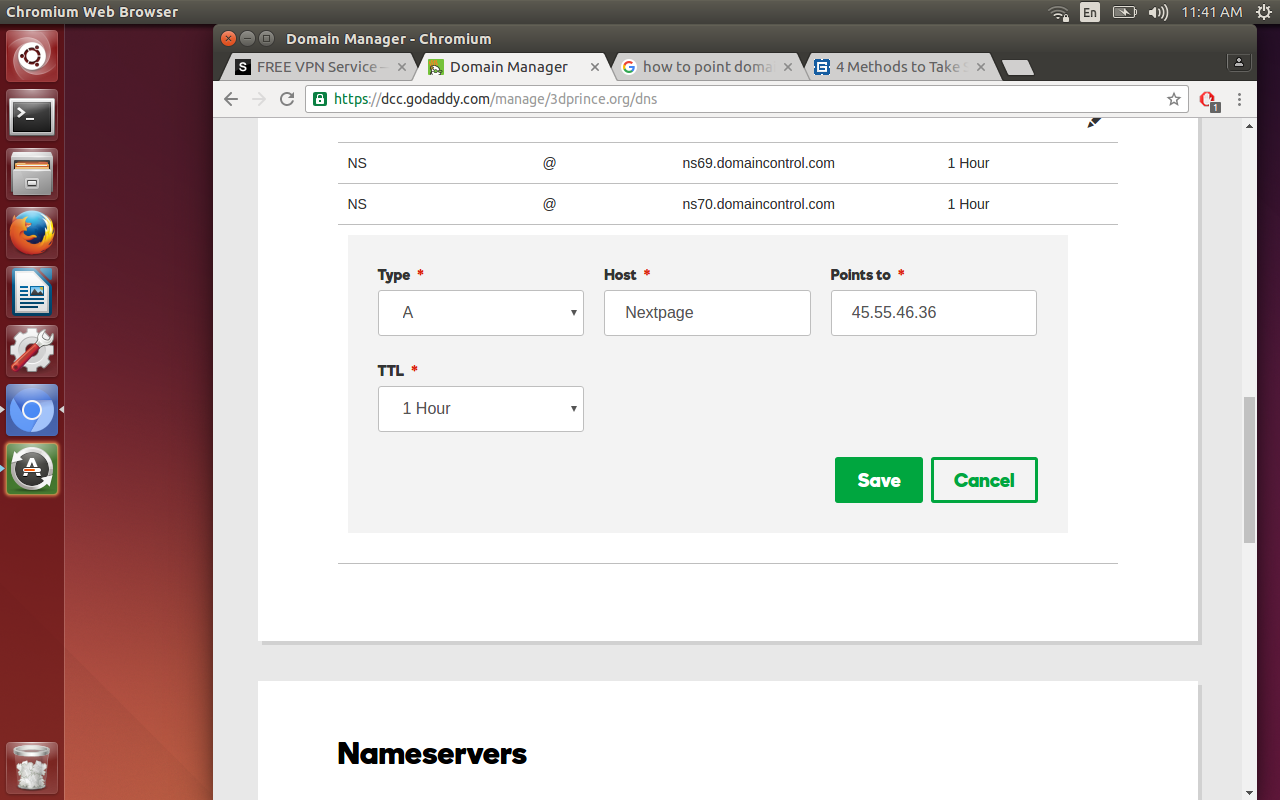 Chromium Web Browser En 11:41 AM
Domain Manager - Chromium
S FREE VPN Service – Domain Manager how to point doma 4 Methods to Take S
https://dcc.godaddy.com/manage/3dprince.org/dns 1
NS @ ns69.domaincontrol.com 1 Hour
NS @ ns70.domaincontrol.com 1 Hour
Type * Host * Points to *
A Nextpage 45.55.46.36
TTL *
1 Hour
Save Cancel
Nameservers